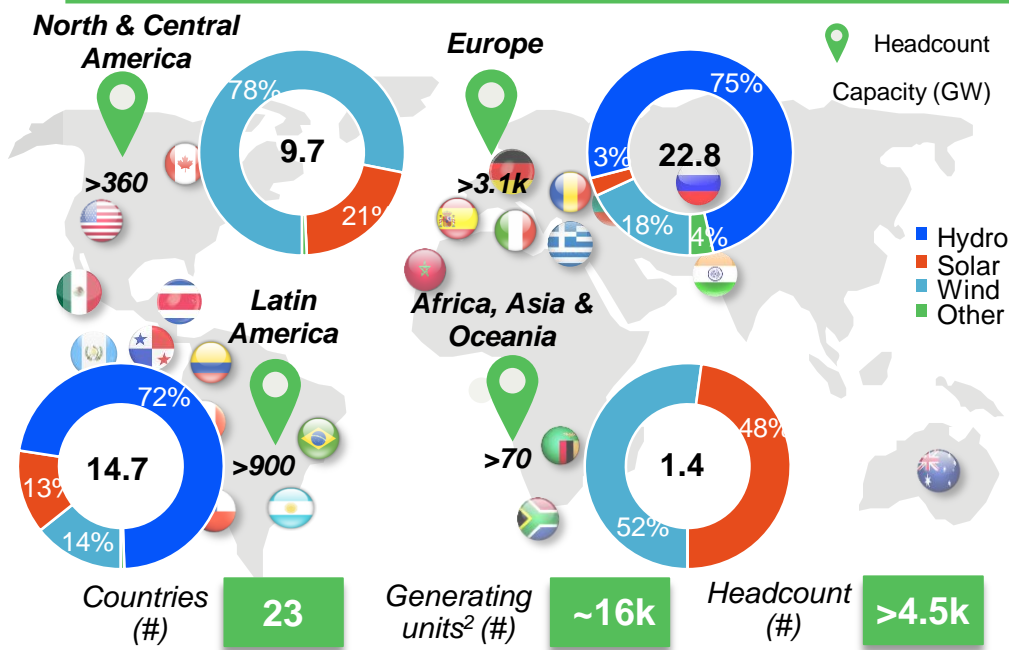 North & Central
America
Europe
Headcount
Capacity (GW)
78%
9.7
21%
>360
75%
3%
22.8
18%
4%
>3.1k
Hydro
Solar
Wind
Other
Latin
America
Africa, Asia &
Oceania
72%
14.7
13%
14%
>900
>70
48%
1.4
52%
Countries
(#)
23
Generating
units² (#)
~16k
Headcount
(#)
>4.5k